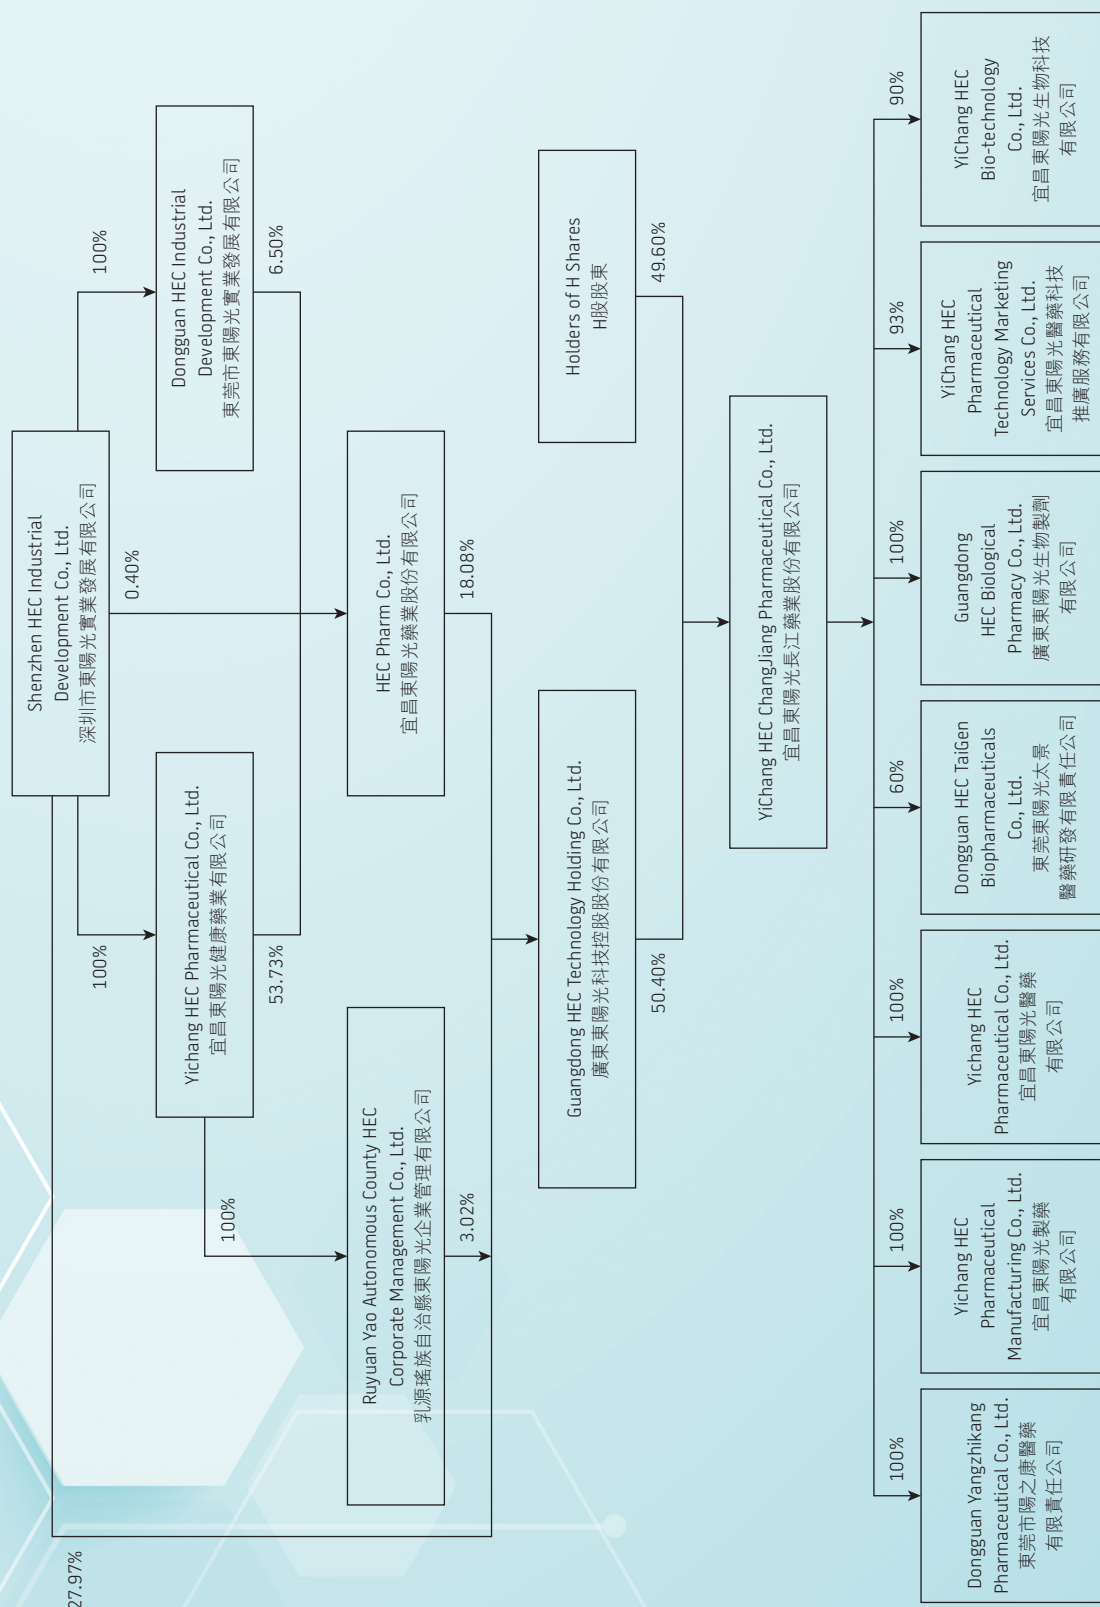 Shenzhen HEC Industrial
Development Co., Ltd.
深圳市東陽光實業發展有限公司
27.97%
100%
0.40%
100%
Yichang HEC Pharmaceutical Co., Ltd.
宜昌東陽光健康藥業有限公司
Dongguan HEC Industrial
Development Co., Ltd.
東莞市東陽光實業發展有限公司
100%
53.73%
6.50%
Ruyuan Yao Autonomous County HEC
Corporate Management Co., Ltd.
乳源瑤族自治縣東陽光企業管理有限公司
HEC Pharm Co., Ltd.
宜昌東陽光藥業股份有限公司
3.02%
18.08%
Guangdong HEC Technology Holding Co., Ltd.
廣東東陽光科技控股股份有限公司
Holders of H Shares
H股股東
50.40%
49.60%
YiChang HEC ChangJiang Pharmaceutical Co., Ltd.
宜昌東陽光長江藥業股份有限公司
100%
100%
100%
60%
100%
93%
90%
Dongguan Yangzhikang
Pharmaceutical Co., Ltd.
東莞市陽之康醫藥
有限責任公司
Yichang HEC
Pharmaceutical
Manufacturing Co., Ltd.
宜昌東陽光製藥
有限公司
Yichang HEC
Pharmaceutical Co., Ltd.
宜昌東陽光醫藥
有限公司
Dongguan HEC TaiGen
Biopharmaceuticals
Co., Ltd.
東莞東陽光太景
醫藥研發有限責任公司
Guangdong
HEC Biological
Pharmacy Co., Ltd.
廣東東陽光生物製劑
有限公司
YiChang HEC
Pharmaceutical
Technology Marketing
Services Co., Ltd.
宜昌東陽光醫藥科技
推廣服務有限公司
YiChang HEC
Bio-technology
Co., Ltd.
宜昌東陽光生物科技
有限公司